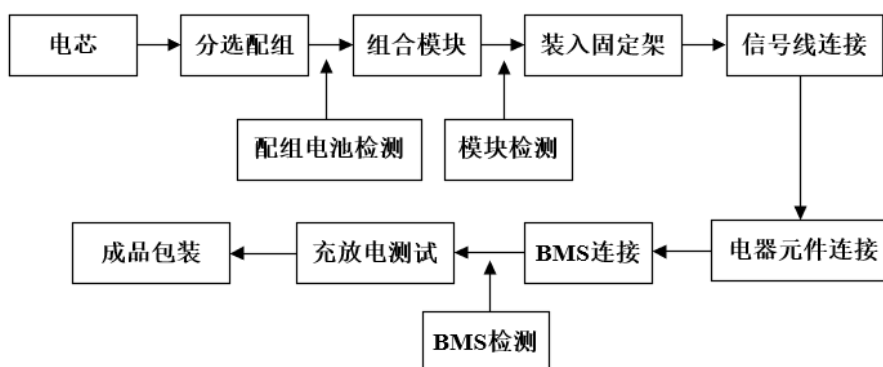 电芯
分选配组
组合模块
装入固定架
信号线连接
配组电池检测
模块检测
成品包装
充放电测试
BMS连接
电器元件连接
BMS检测